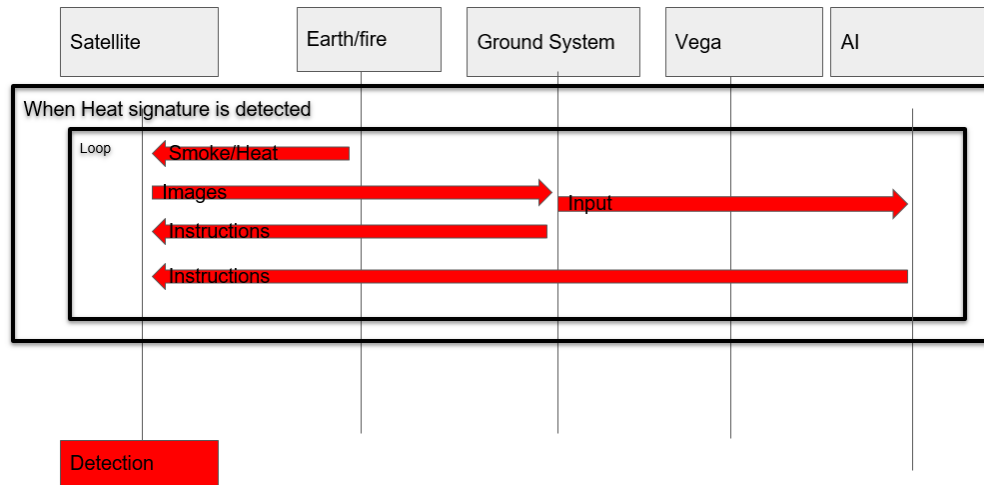 Satellite
Earth/fire
Ground System
Vega
AI
When Heat signature is detected
Loop
Smoke/Heat
Images
Input
Instructions
Instructions
Detection